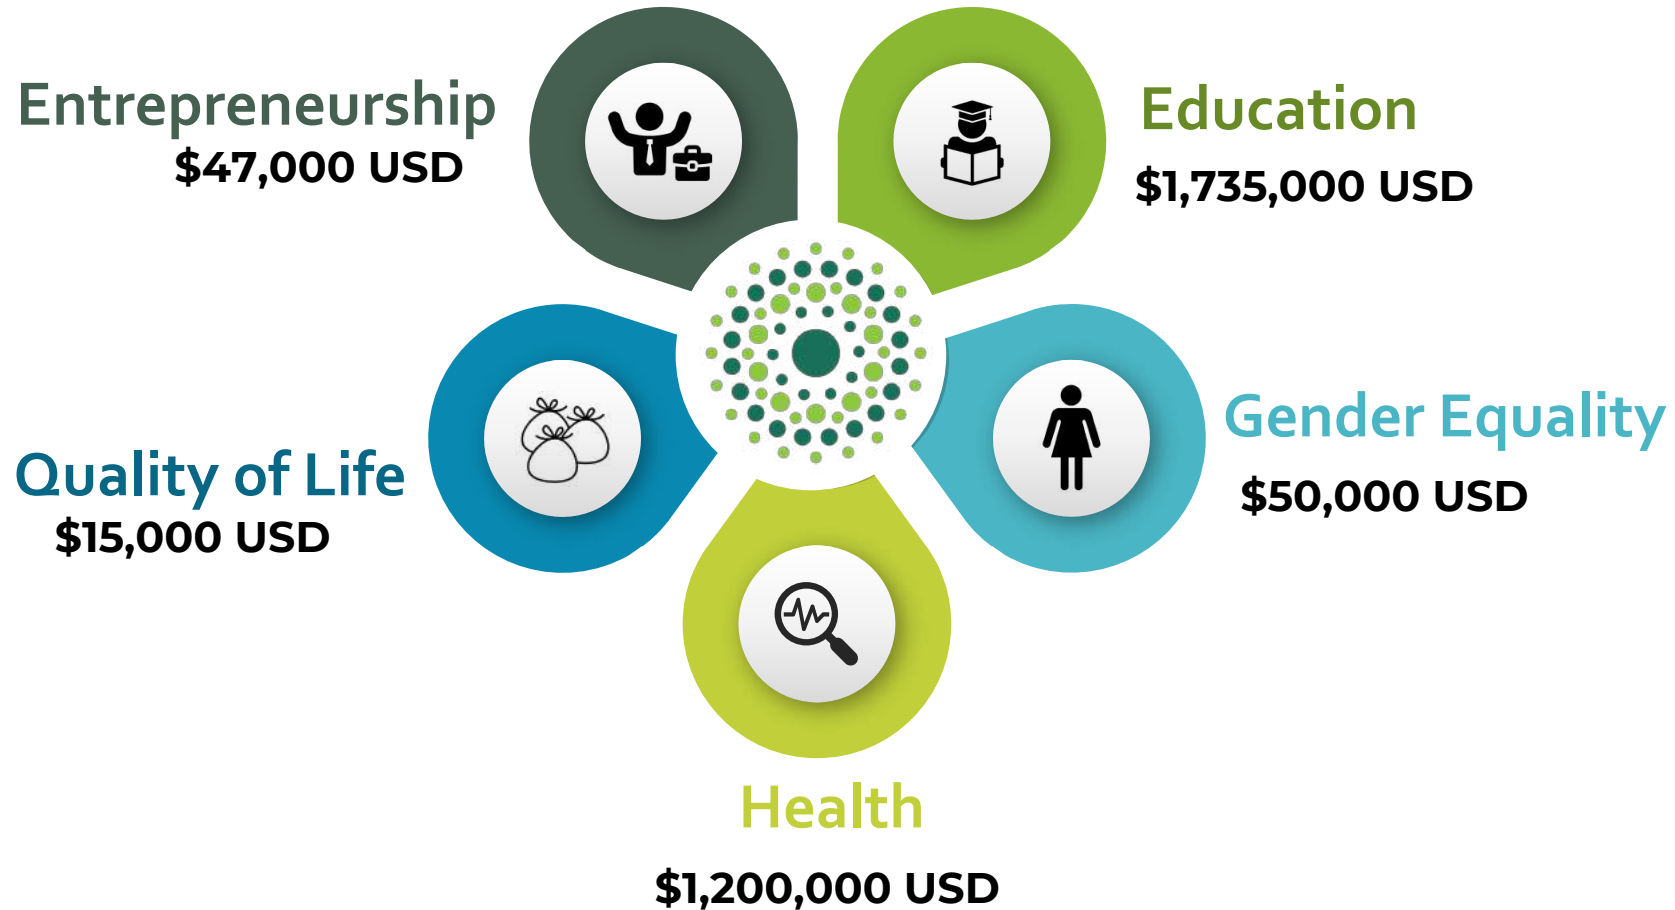 Entrepreneurship
$47,000 USD
Education
$1,735,000 USD
Quality of Life
$15,000 USD
Gender Equality
$50,000 USD
Health
$1,200,000 USD